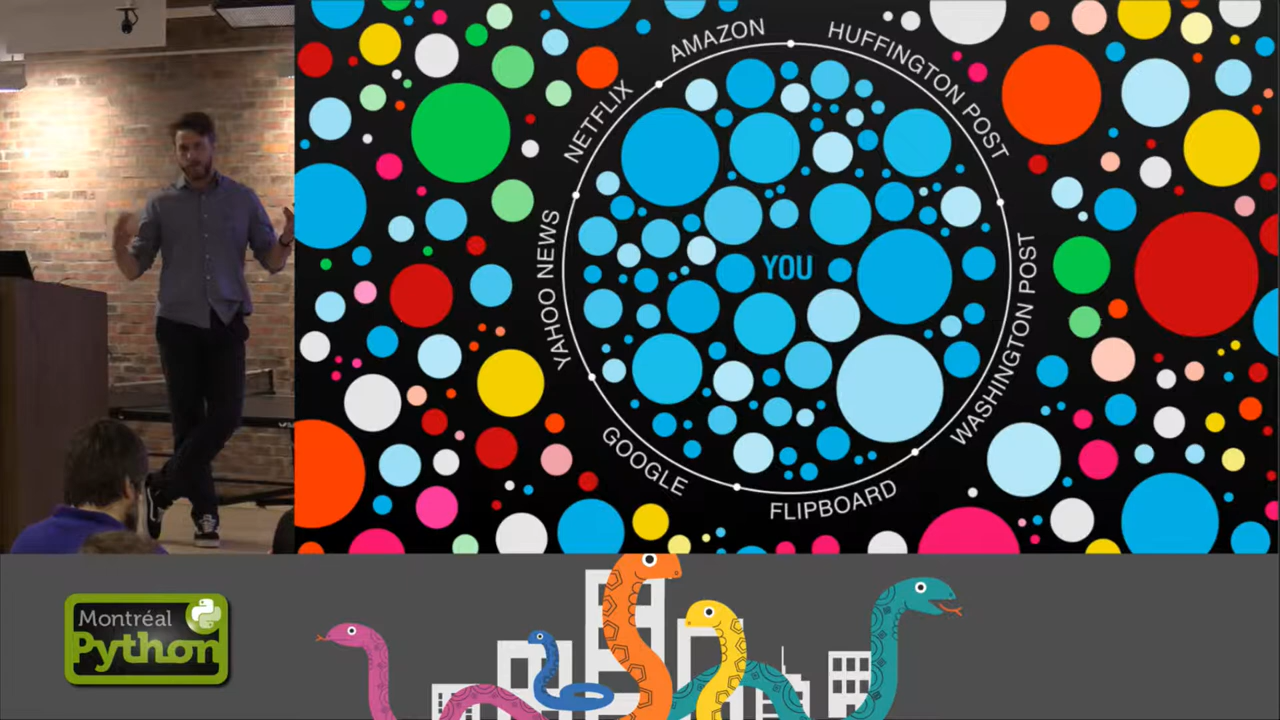 AMAZON
HUFFINGTON POST
NETFLIX
YAHOO NEWS
YOU
WASHINGTON POST
GOOGLE
FLIPBOARD
Montréal
Python